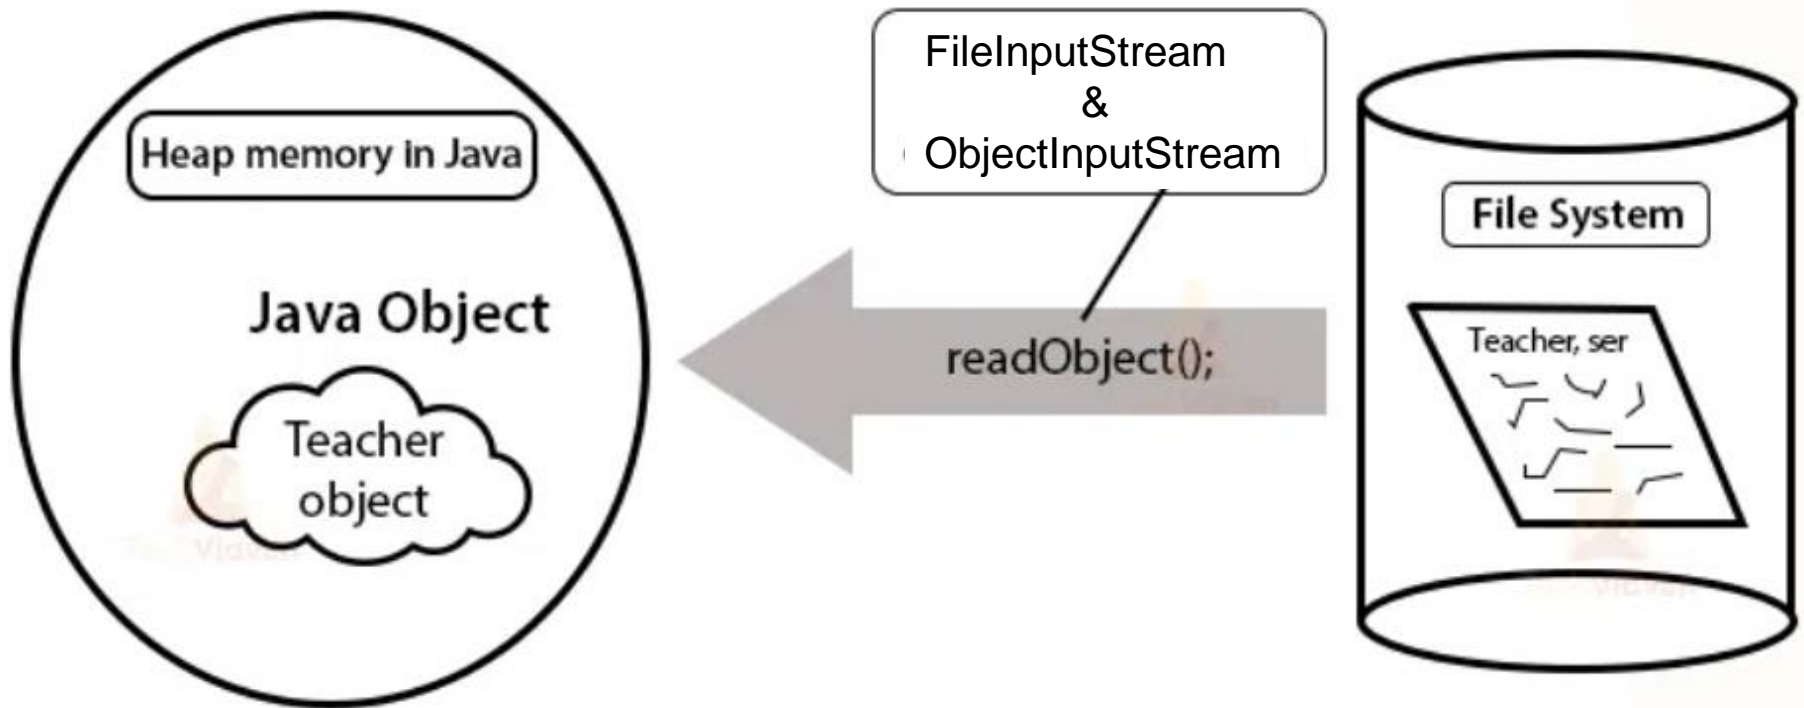 Heap memory in Java
Java Object
Teacher
object
FileInputStream
&
ObjectInputStream
readObject();
File System
Teacher, ser